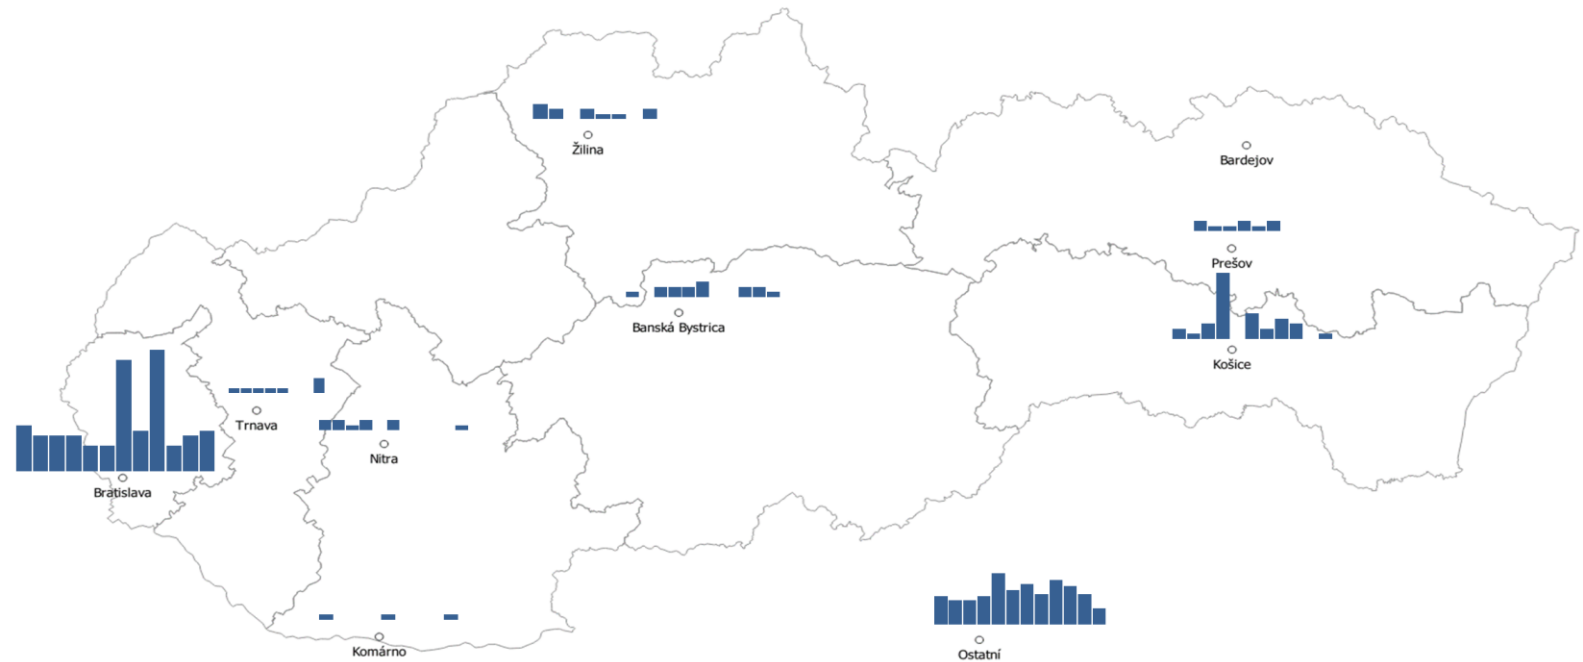 Žilina
Bardejov
Prešov
Banská Bystrica
Košice
Trnava
Nitra
Bratislava
Komárno
Ostatní